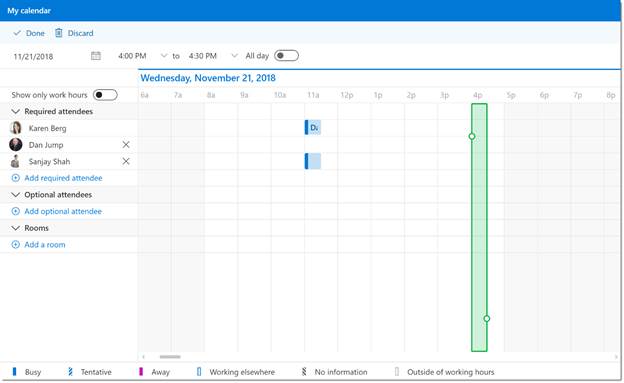 My calendar
Done Discard
11/21/2018 4:00 PM to 4:30 PM All day
Wednesday, November 21, 2018
Show only work hours 6a 7a 8a 9a 10a 11a 12p 1p 2p 3p 4p 5p 6p 7p 8p
Required attendees
Karen Berg Da
Dan Jump
Sanjay Shah
Add required attendee
Optional attendees
Add optional attendee
Rooms
Add a room
Busy Tentative Away Working elsewhere No information Outside of working hours